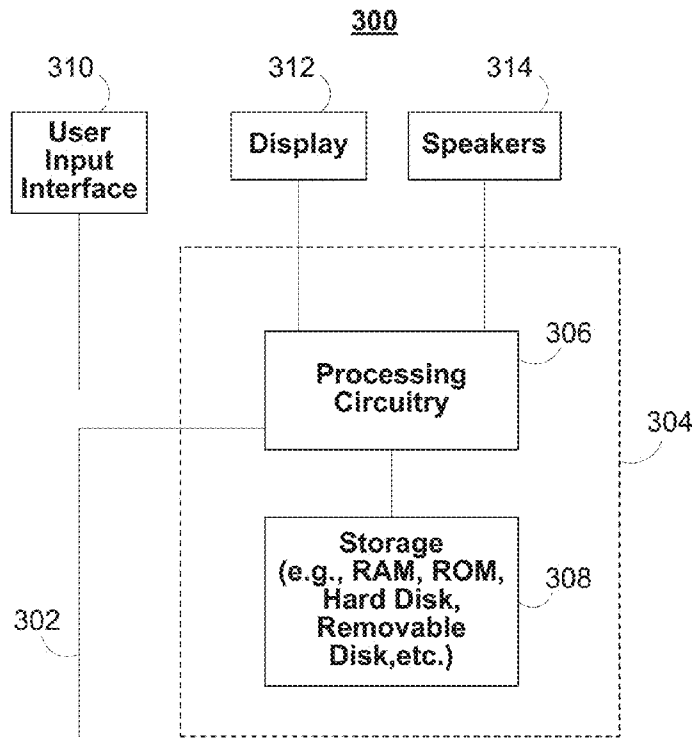 300
310
312
314
User
Input
Interface
Display
Speakers
306
Processing
Circuitry
304
Storage
(e.g., RAM, ROM,
Hard Disk,
Removable
Disk,etc.)
308
302